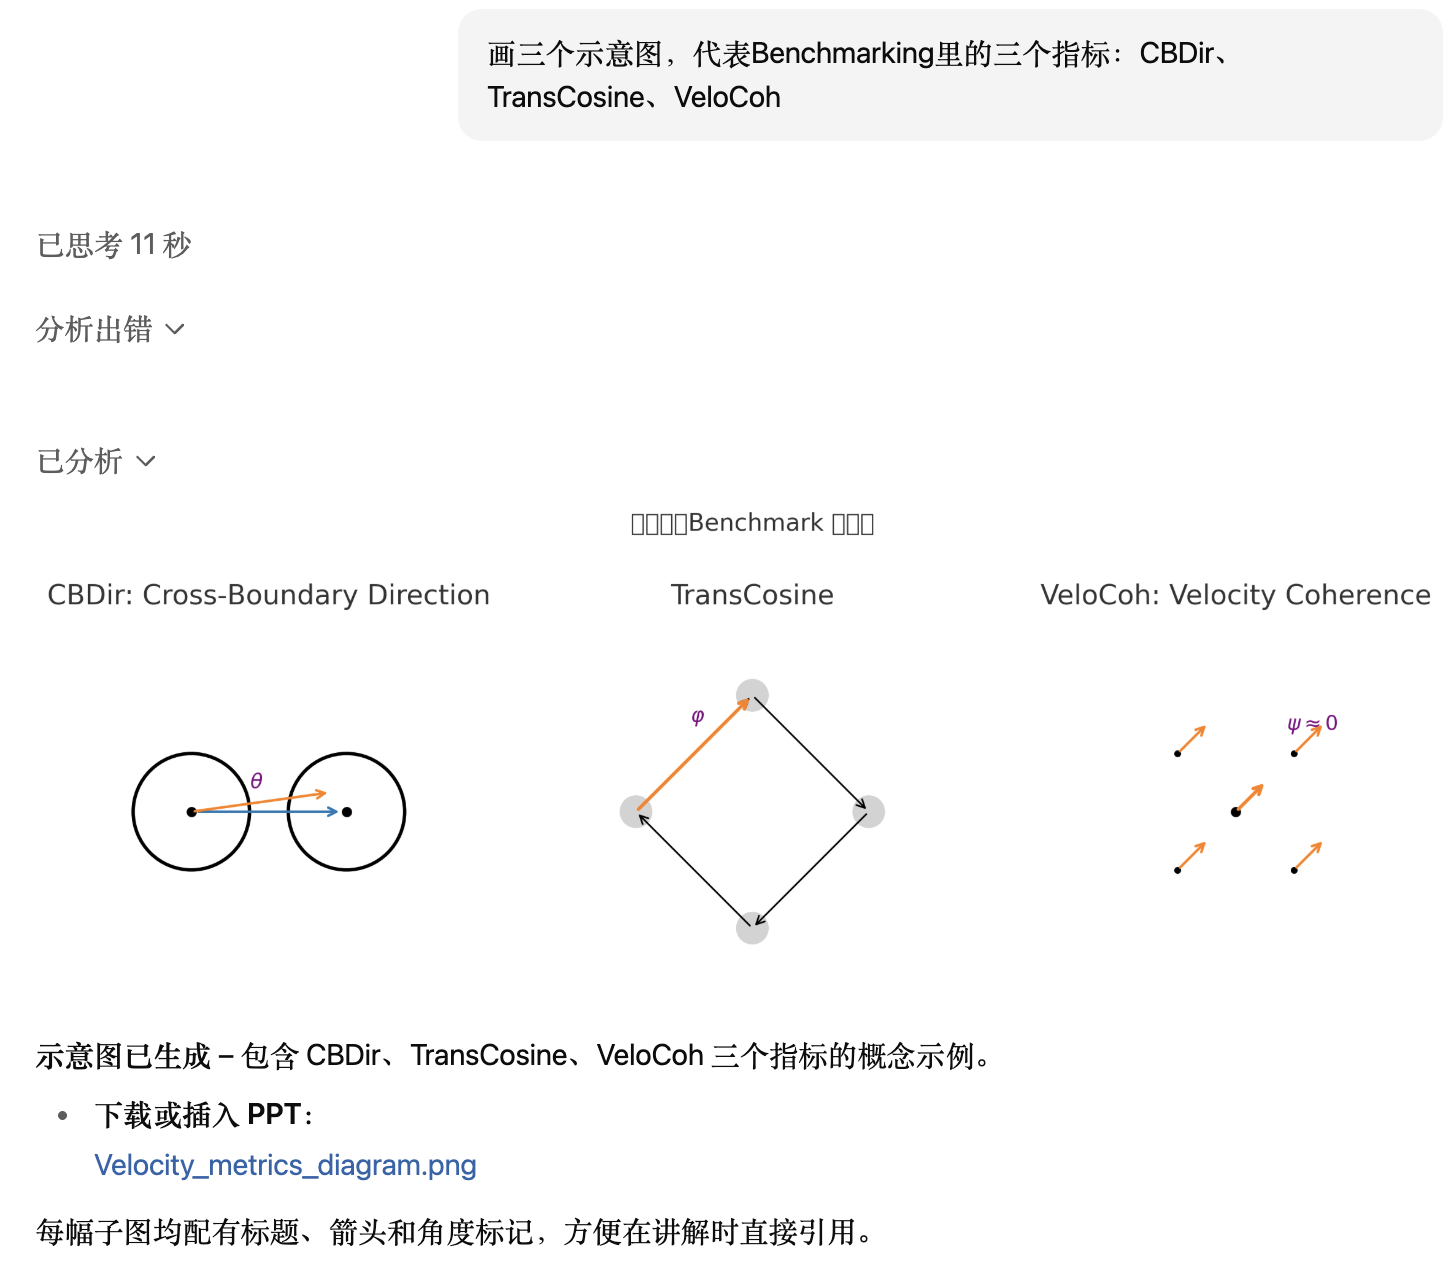 画三个示意图，代表Benchmarking里的三个指标：CBDir、
TransCosine、VeloCoh
已思考 11 秒
分析出错
已分析
Benchmark
CBDir: Cross-Boundary Direction
TransCosine
VeloCoh: Velocity Coherence
θ
φ
ψ ≈ 0
示意图已生成 – 包含 CBDir、TransCosine、VeloCoh 三个指标的概念示例。
• 下载或插入 PPT：
Velocity_metrics_diagram.png
每幅子图均配有标题、箭头和角度标记，方便在讲解时直接引用。